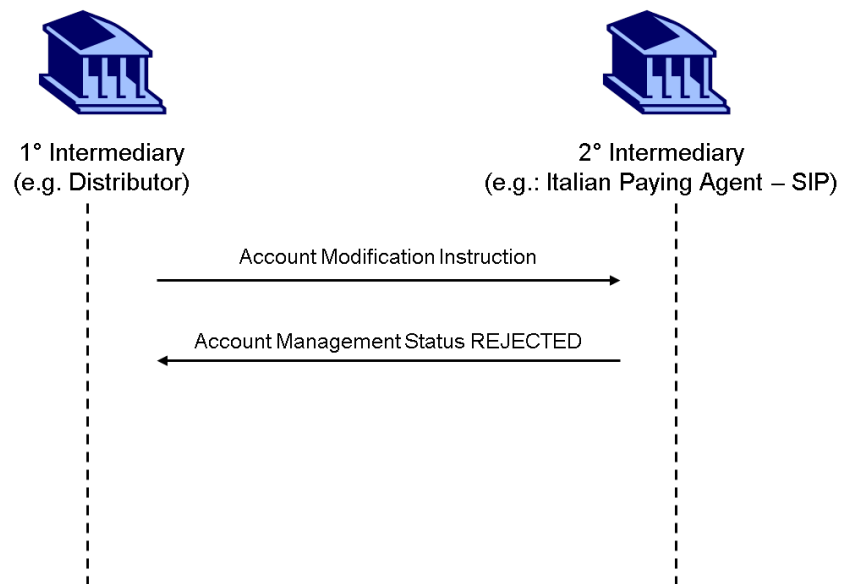 1° Intermediary
(e.g. Distributor)
2° Intermediary
(e.g.: Italian Paying Agent – SIP)
Account Modification Instruction
Account Management Status REJECTED